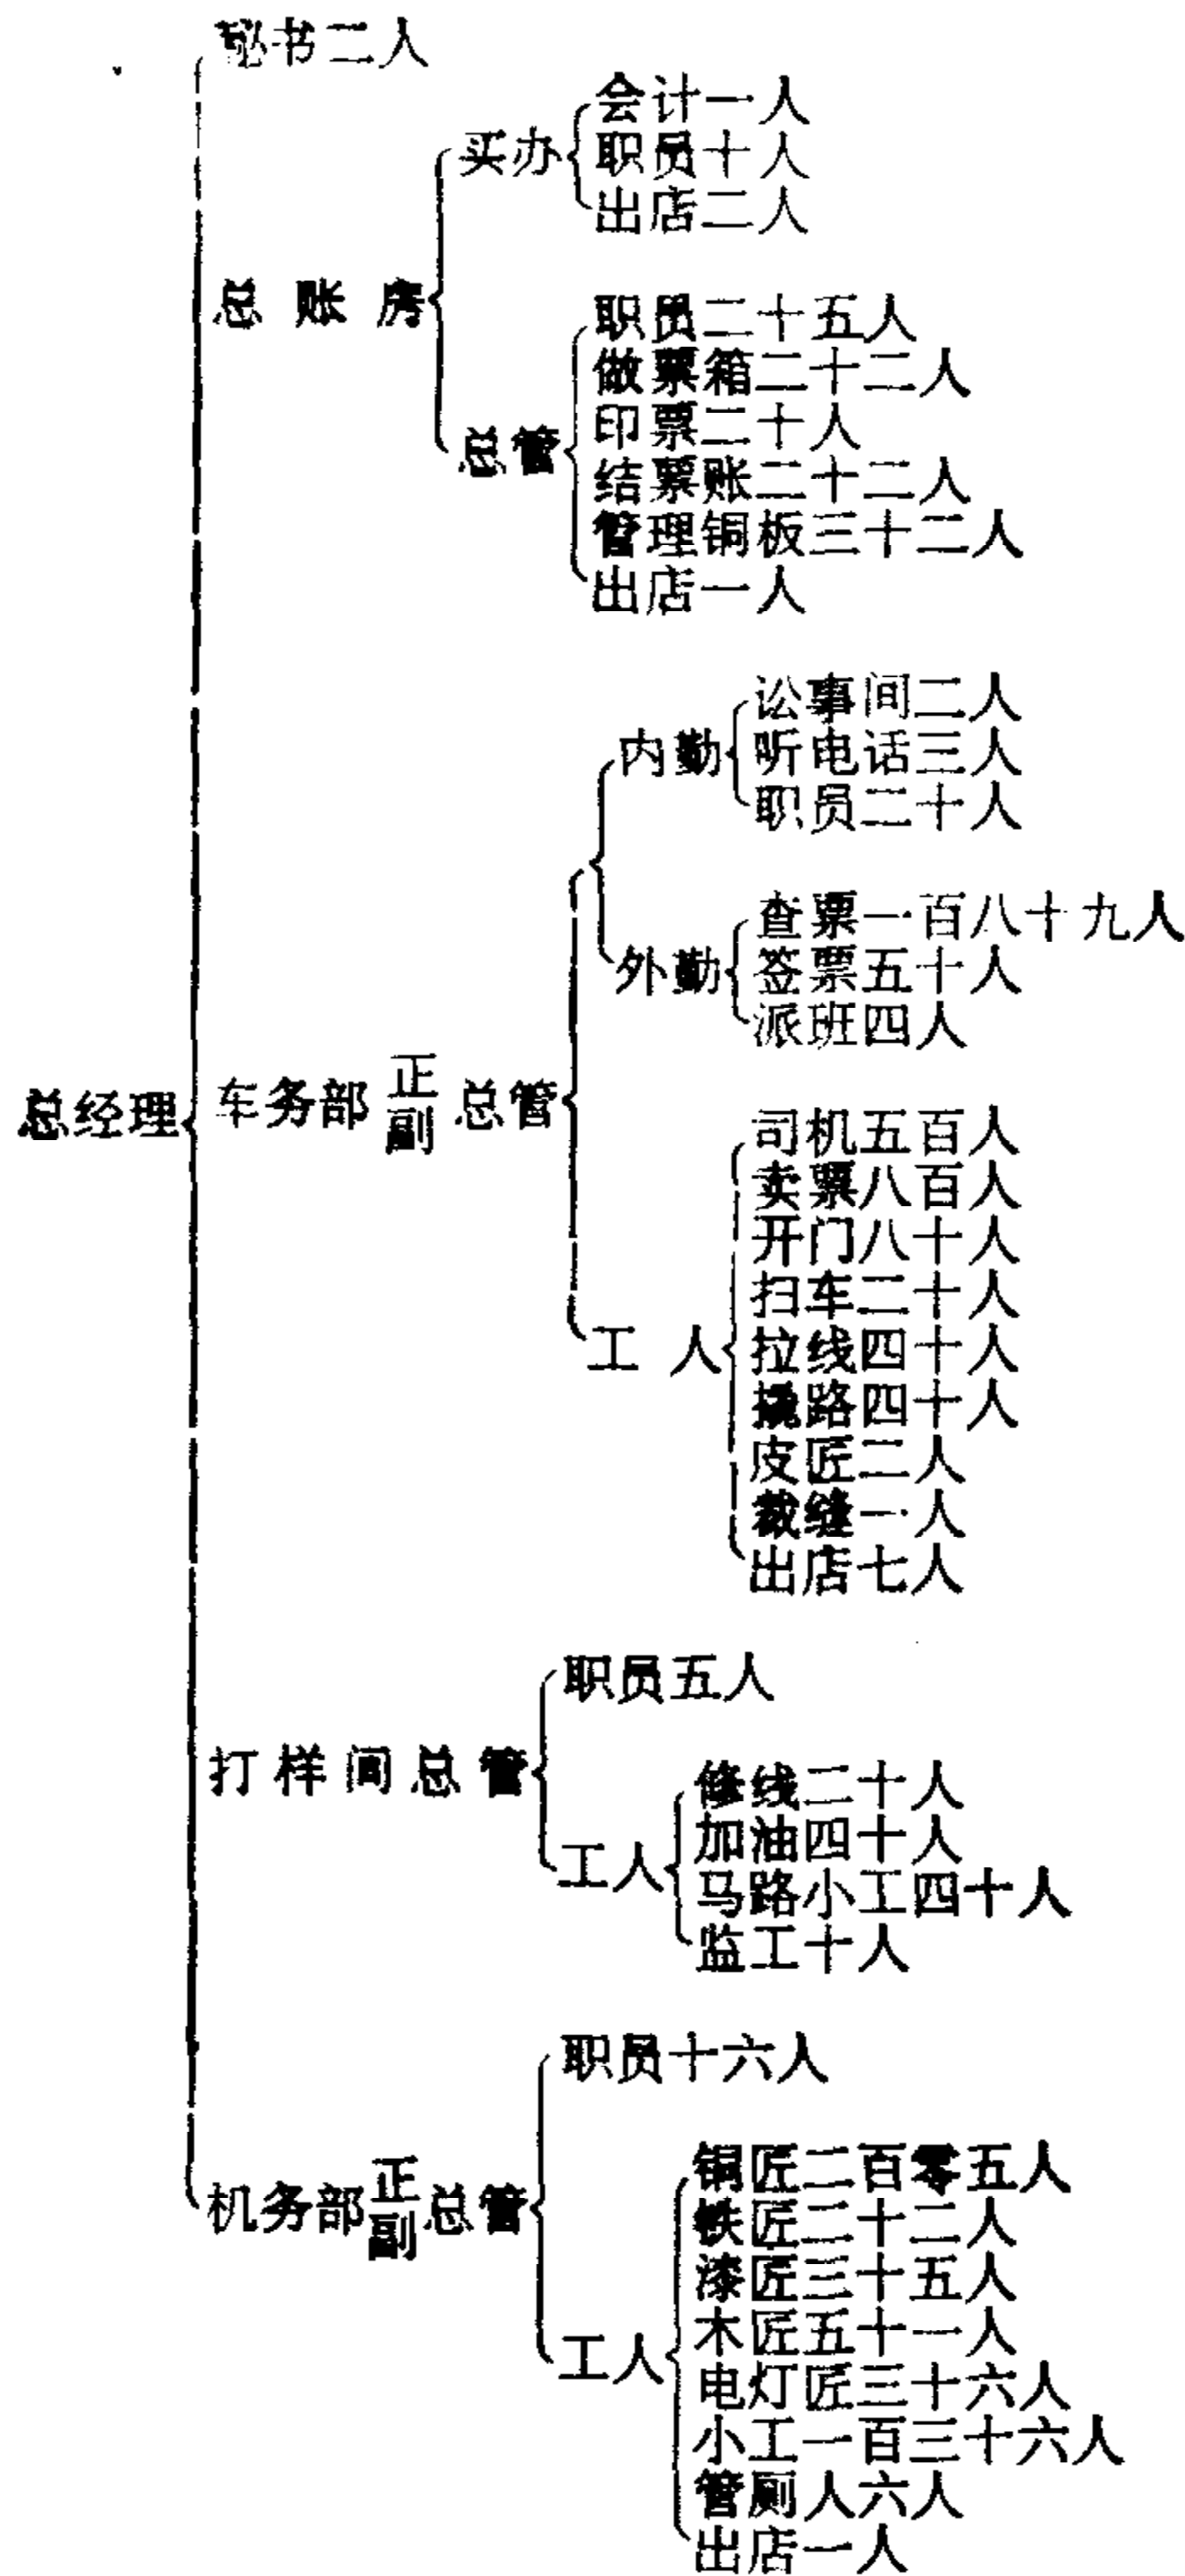 秘书二人
会计一人
买办
职员十人
出店二人
总账房
职员二十五人
做票箱二十二人
印票二十人
总管
结票账二十二人
管理铜板三十二人
出店一人
讼事间二人
内勤
听电话三人
职员二十人
查票一百八十九人
外勤
签票五十人
派班四人
总经理
车务部正副总管
司机五百人
卖票八百人
开门八十人
扫车二十人
工人
拉线四十人
撬路四十人
皮匠二人
裁缝一人
出店七人
职员五人
打样间总管
修线二十人
加油四十人
工人
马路小工四十人
监工十人
职员十六人
机务部正副总管
铜匠二百零五人
铁匠二十二人
漆匠三十五人
木匠五十一人
工人
电灯匠三十六人
小工一百三十六人
管厕人六人
出店一人